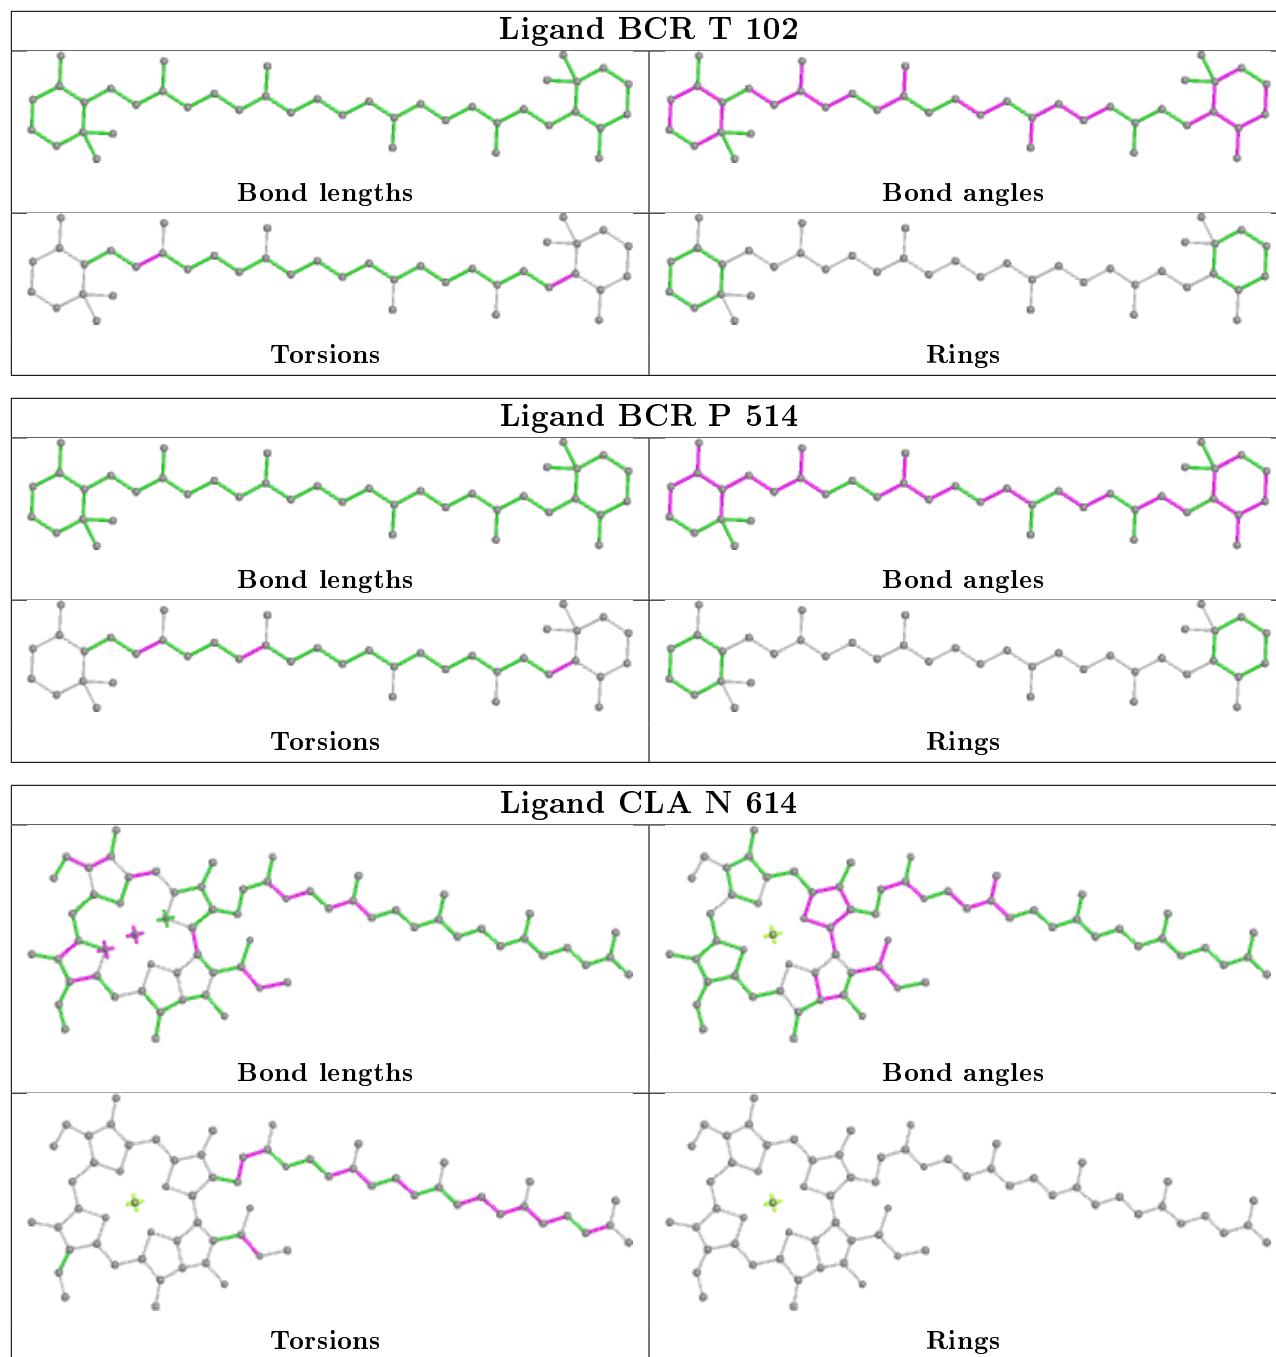 Ligand BCR T 102
Bond lengths
Bond angles
Torsions
Rings
Ligand BCR P 514
Bond lengths
Bond angles
Torsions
Rings
Ligand CLA N 614
Bond lengths
Bond angles
Torsions
Rings